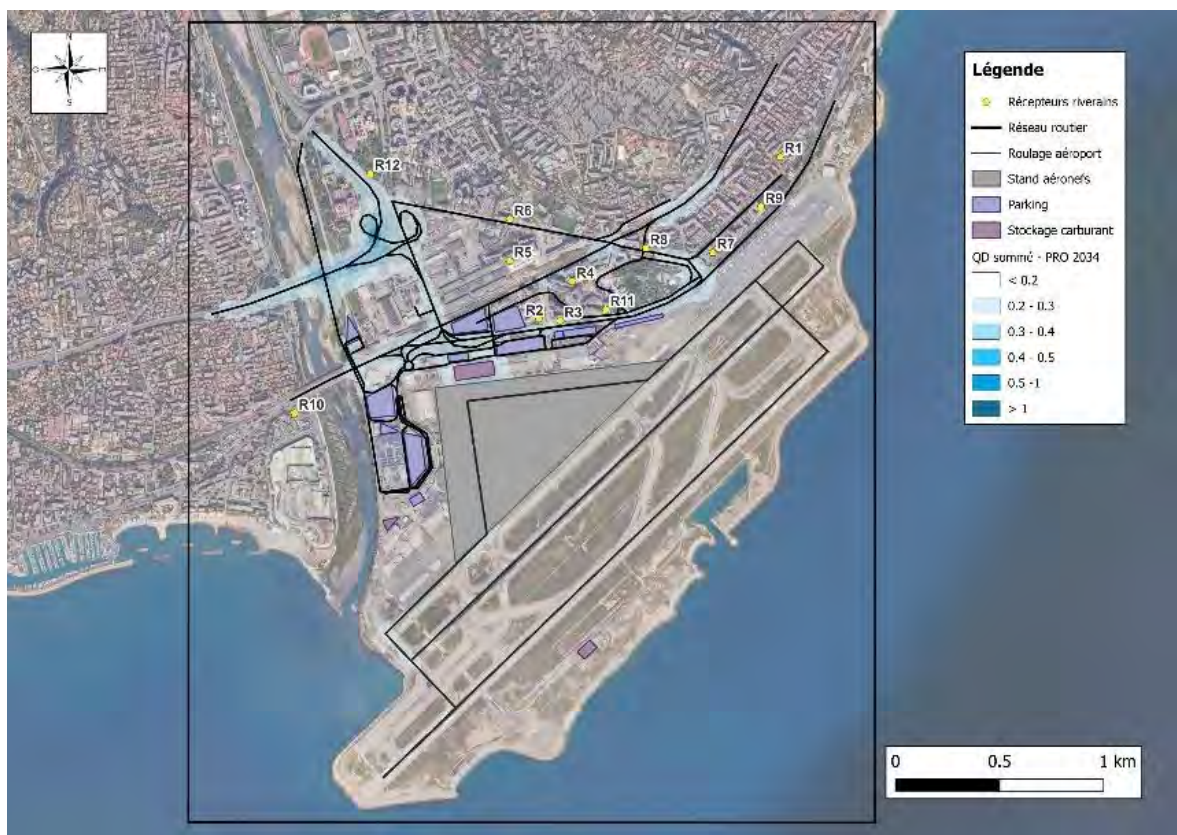 N
O
S
Légende
Récepteurs riverains
Réseau routier
Roulage aéroport
Stand aéronefs
Parking
Stockage carburant
QD sommé - PRO 2034
< 0.2
0.2 - 0.3
0.3 - 0.4
0.4 - 0.5
0.5 -1
> 1
R1
R12
R9
R6
R8
R7
R5
R4
R11
R2
R3
R10
0 0.5 1 km